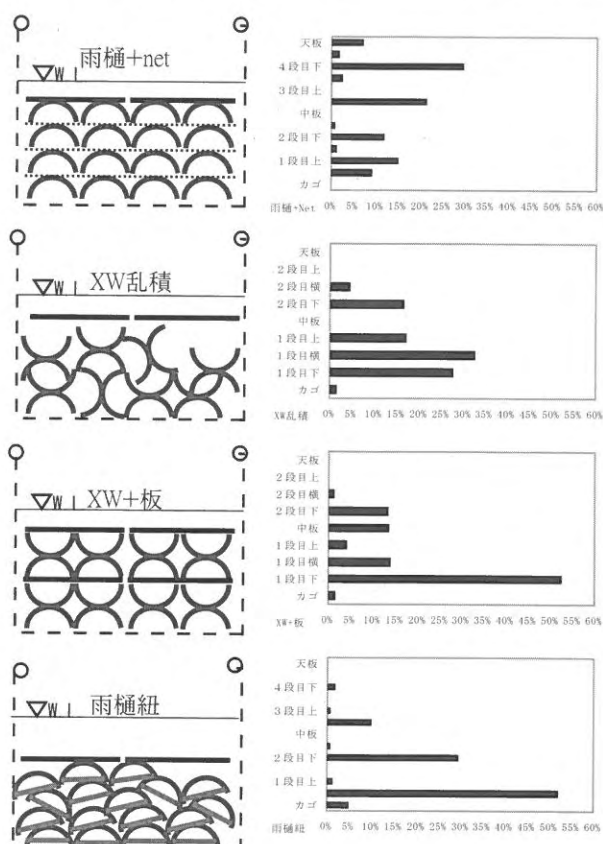 雨樋+net
W L
天板
4段目下
3段目上
中板
2段目下
1段目上
カゴ
雨樋+Net 0% 5% 10% 15% 20% 25% 30% 35% 40% 45% 50% 55% 60%
XW乱積
W L
天板
2段目上
2段目横
2段目下
中板
1段目上
1段目横
1段目下
カゴ
XW乱積 0% 5% 10% 15% 20% 25% 30% 35% 40% 45% 50% 55% 60%
XW+板
W L
天板
2段目上
2段目横
2段目下
中板
1段目上
1段目横
1段目下
カゴ
XW+板 0% 5% 10% 15% 20% 25% 30% 35% 40% 45% 50% 55% 60%
雨樋紐
W L
天板
4段目下
3段目上
中板
2段目下
1段目上
カゴ
雨樋紐 0% 5% 10% 15% 20% 25% 30% 35% 40% 45% 50% 55% 60%